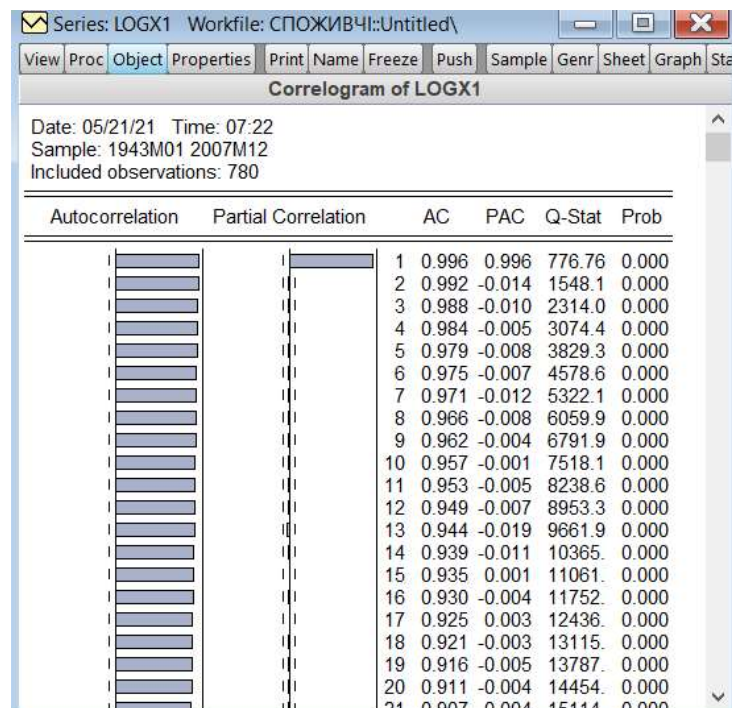 Series: LOGX1 Workfile: СПОЖИВЧІ::Untitled\
View Proc Object Properties Print Name Freeze Push Sample Genr Sheet Graph Sta
Correlogram of LOGX1
Date: 05/21/21 Time: 07:22
Sample: 1943M01 2007M12
Included observations: 780
Autocorrelation Partial Correlation AC PAC Q-Stat Prob
1 0.996 0.996 776.76 0.000
2 0.992 -0.014 1548.1 0.000
3 0.988 -0.010 2314.0 0.000
4 0.984 -0.005 3074.4 0.000
5 0.979 -0.008 3829.3 0.000
6 0.975 -0.007 4578.6 0.000
7 0.971 -0.012 5322.1 0.000
8 0.966 -0.008 6059.9 0.000
9 0.962 -0.004 6791.9 0.000
10 0.957 -0.001 7518.1 0.000
11 0.953 -0.005 8238.6 0.000
12 0.949 -0.007 8953.3 0.000
13 0.944 -0.019 9661.9 0.000
14 0.939 -0.011 10365. 0.000
15 0.935 0.001 11061. 0.000
16 0.930 -0.004 11752. 0.000
17 0.925 0.003 12436. 0.000
18 0.921 -0.003 13115. 0.000
19 0.916 -0.005 13787. 0.000
20 0.911 -0.004 14454. 0.000
21 0.907 0.004 15114. 0.000